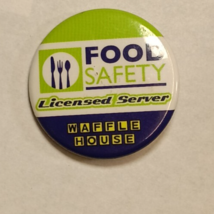 FOOD
SAFETY
Licensed Server
WAFFLE
HOUSE